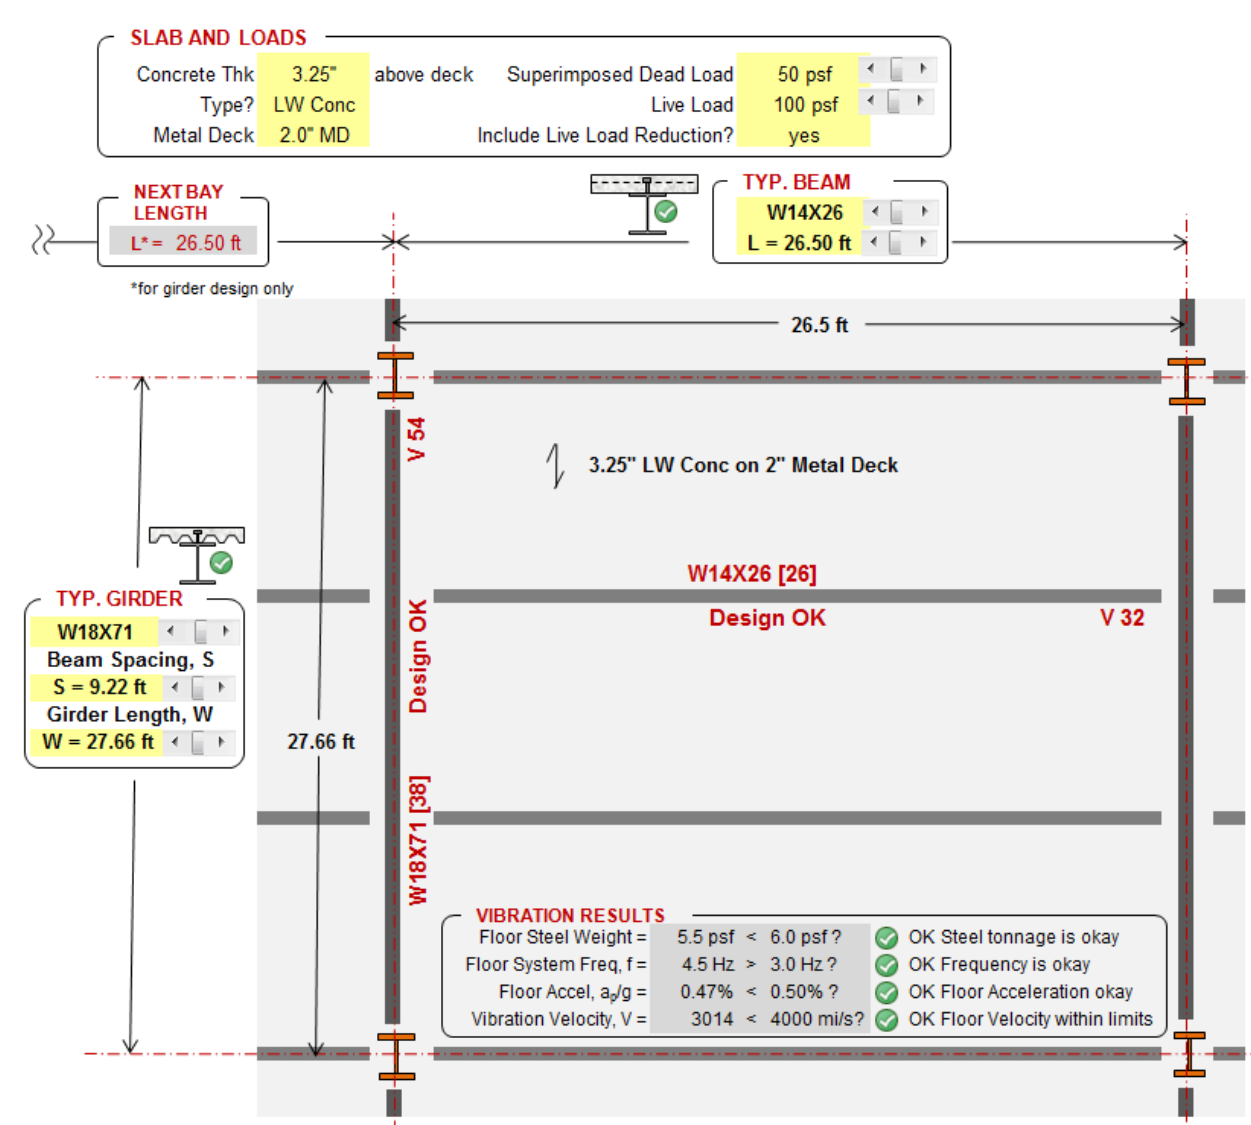 SLAB AND LOADS
Concrete Thk 3.25" above deck Superimposed Dead Load 50 psf
Type? LW Conc Live Load 100 psf
Metal Deck 2.0" MD Include Live Load Reduction? yes
NEXT BAY
LENGTH
L* = 26.50 ft
*for girder design only
TYP. BEAM
W14X26
L = 26.50 ft
26.5 ft
V 54
3.25" LW Conc on 2" Metal Deck
W14X26 [26]
Design OK
V 32
TYP. GIRDER
W18X71
Beam Spacing, S
S = 9.22 ft
Girder Length, W
W = 27.66 ft
27.66 ft
Design OK
W18X71 [38]
VIBRATION RESULTS
Floor Steel Weight = 5.5 psf < 6.0 psf ? OK Steel tonnage is okay
Floor System Freq, f = 4.5 Hz > 3.0 Hz ? OK Frequency is okay
Floor Accel, ap/g = 0.47% < 0.50% ? OK Floor Acceleration okay
Vibration Velocity, V = 3014 < 4000 mi/s? OK Floor Velocity within limits